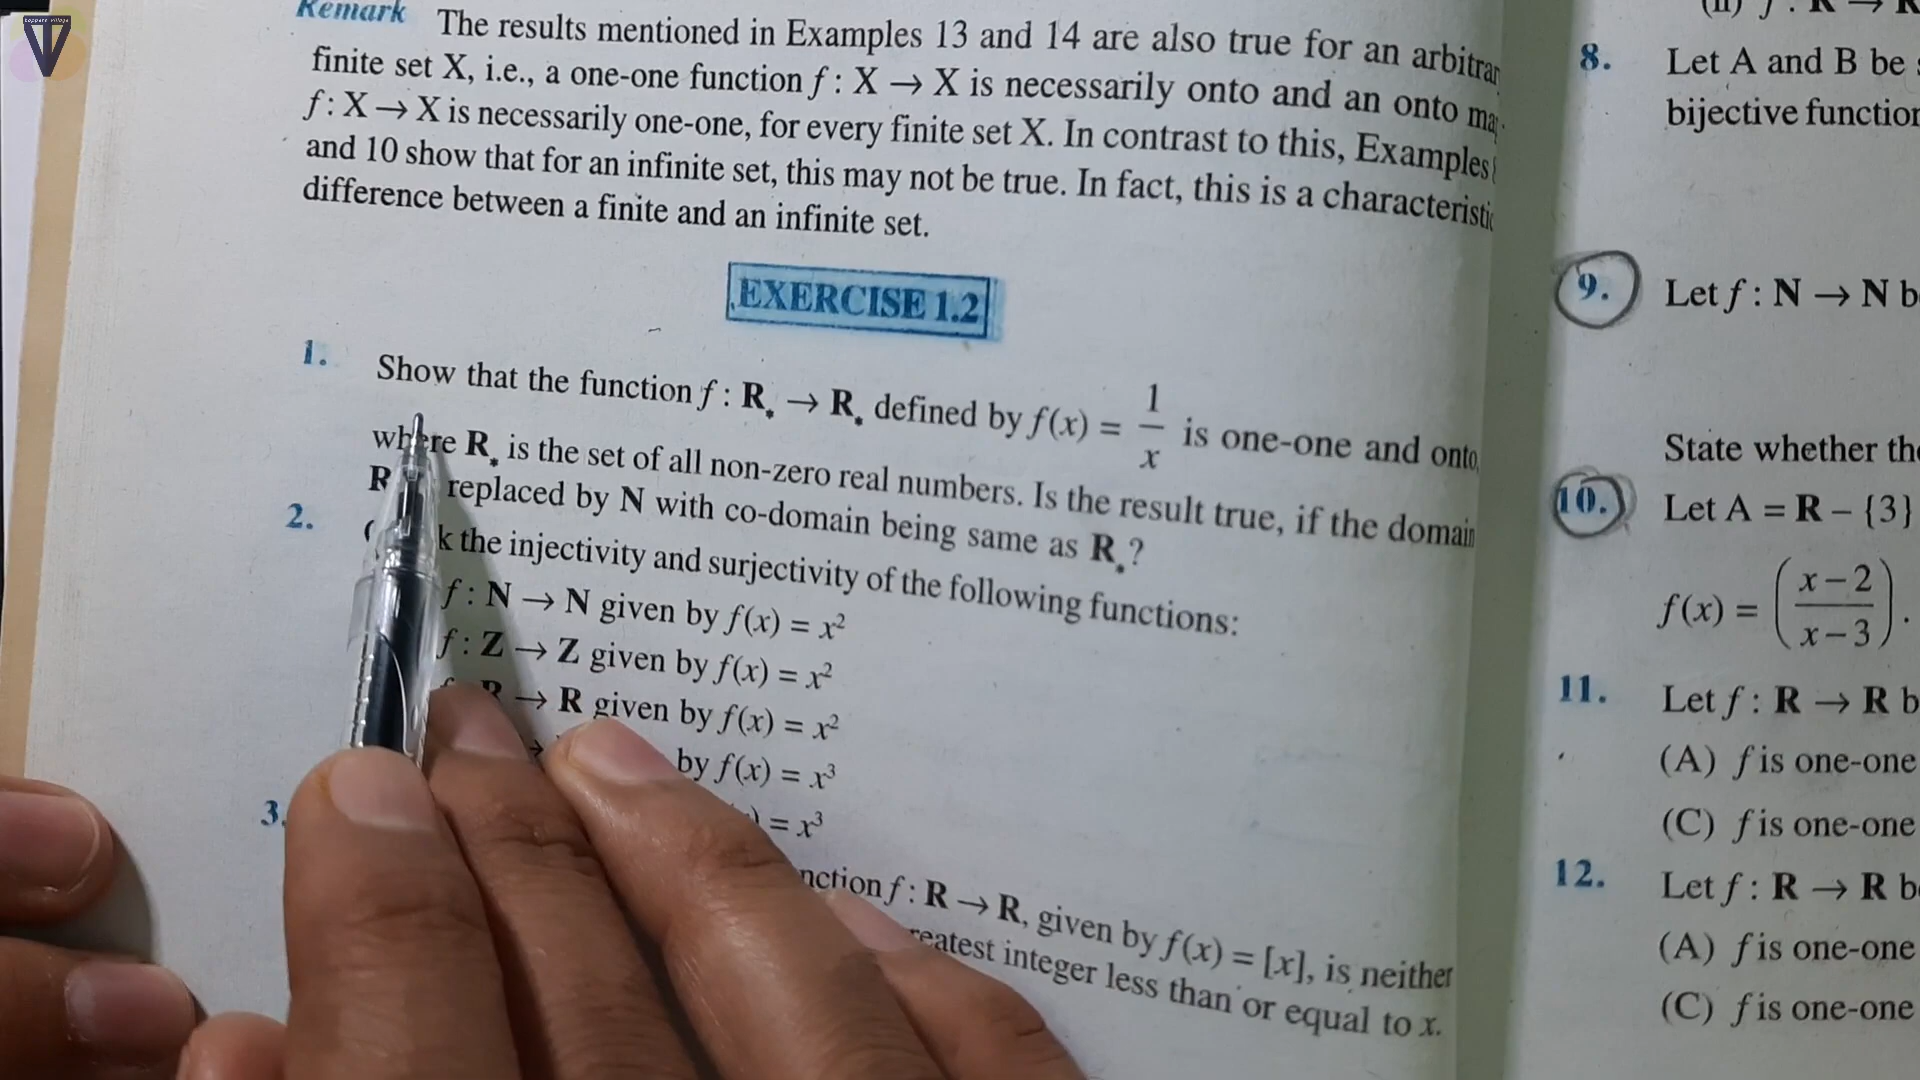 toppers village
Remark The results mentioned in Examples 13 and 14 are also true for an
finite set X, i.e., a one-one function f : X → X is necessarily onto and an onto
f : X → X is necessarily one-one, for every finite set X. In contrast to this, Examples
and 10 show that for an infinite set, this may not be true. In fact, this is a
difference between a finite and an infinite set.
EXERCISE 1.2
1. Show that the function f : R* → R* defined by f(x) = 1/x is one-one and onto,
where R* is the set of all non-zero real numbers. Is the result true, if the domain
R replaced by N with co-domain being same as R*?
2. k the injectivity and surjectivity of the following functions:
f : N → N given by f(x) = x²
f : Z → Z given by f(x) = x²
R → R given by f(x) = x²
by f(x) = x³
= x³
3.
f : R → R, given by f(x) = [x], is neither
integer less than or equal to x.
(ii) f : R → R
8. Let A and B be
bijective
9. Let f : N → N
State whether
10. Let A = R – {3}
f(x) = ((x – 2)/(x – 3)).
11. Let f : R → R
(A) f is one-one
(C) f is one-one
12. Let f : R → R
(A) f is one-one
(C) f is one-one